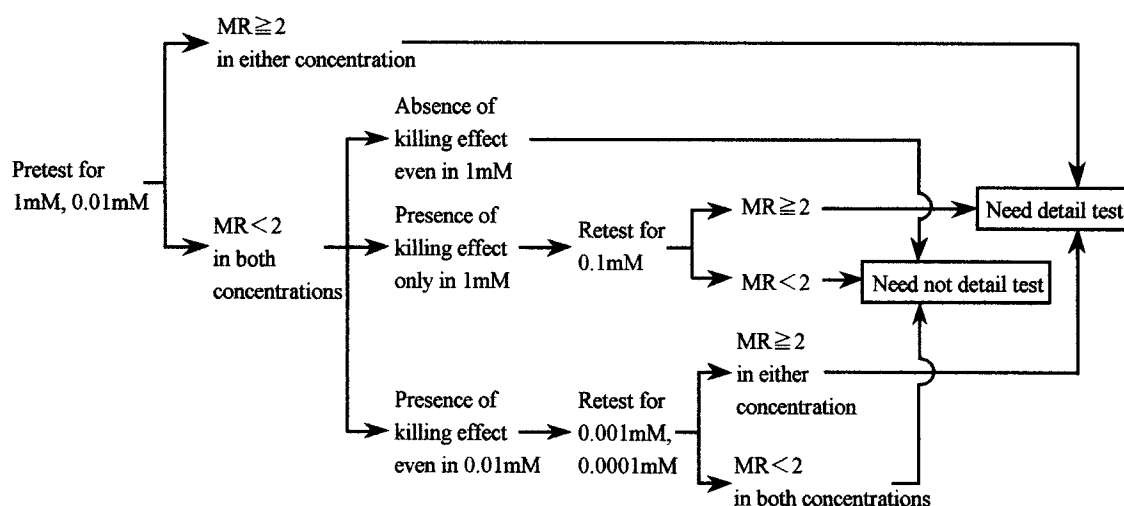 MR≧2
in either concentration
Pretest for
1mM, 0.01mM
MR<2
in both
concentrations
Absence of
killing effect
even in 1mM
Presence of
killing effect
only in 1mM
Retest for
0.1mM
MR≧2
MR<2
Need detail test
Need not detail test
Presence of
killing effect
even in 0.01mM
Retest for
0.001mM,
0.0001mM
MR≧2
in either
concentration
MR<2
in both concentrations